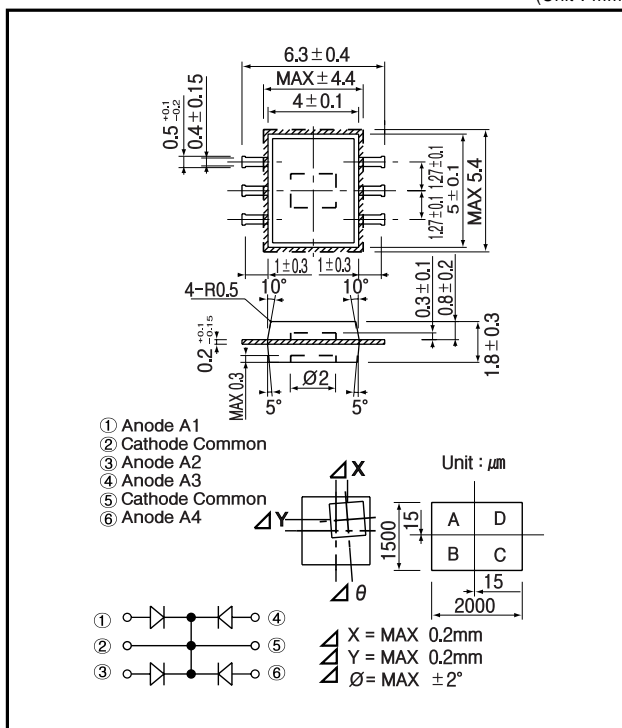 (Unit : mm)
6.3±0.4
MAX±4.4
4±0.1
0.5 +0.1 -0.2
0.4±0.15
1.27±0.1 1.27±0.1
5±0.1
MAX 5.4
1±0.3 1±0.3
10° 10°
4-R0.5
0.3±0.1
0.8±0.2
1.8±0.3
0.2 +0.1 -0.15
MAX 0.3
Ø2
5° 5°
① Anode A1
② Cathode Common
③ Anode A2
④ Anode A3
⑤ Cathode Common
⑥ Anode A4
⊿ X
⊿ Y
⊿ θ
Unit : μm
A D
B C
15
1500
15
2000
① ④
② ⑤
③ ⑥
⊿ X = MAX 0.2mm
⊿ Y = MAX 0.2mm
⊿ Ø = MAX ±2°